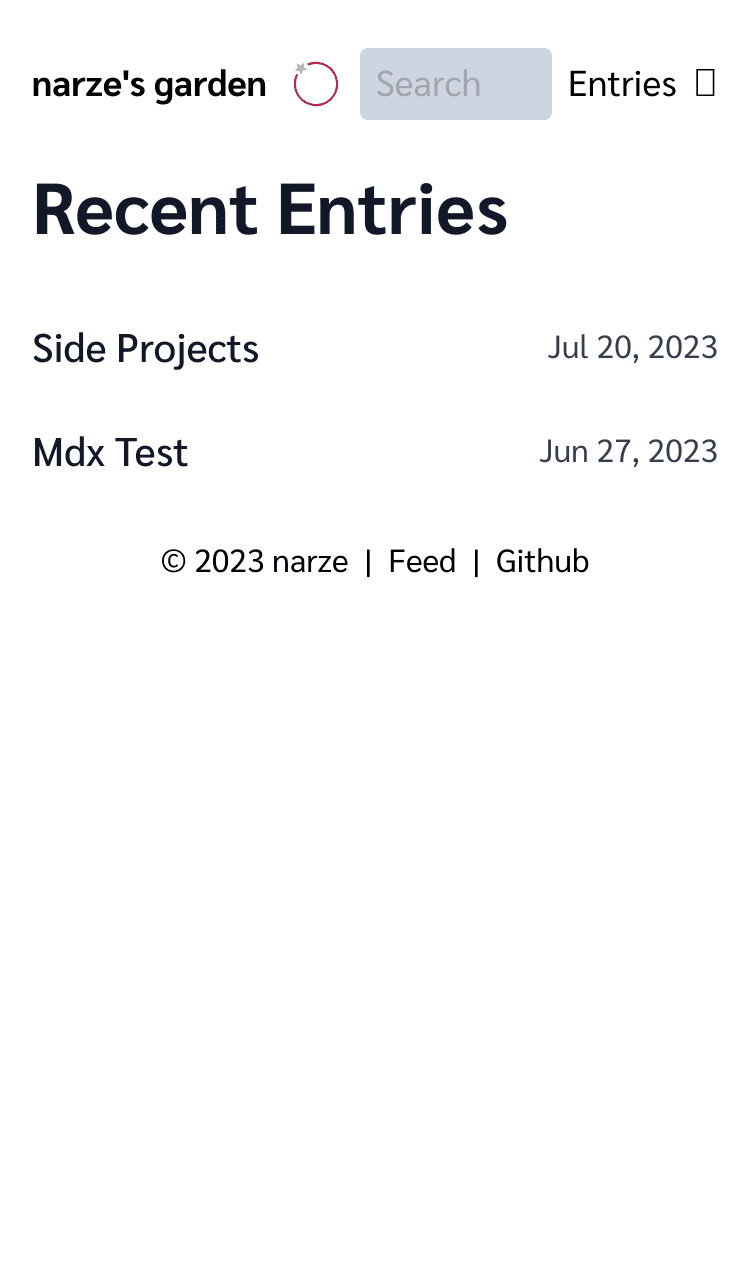 narze's garden Search Entries
Recent Entries
Side Projects Jul 20, 2023
Mdx Test Jun 27, 2023
© 2023 narze | Feed | Github